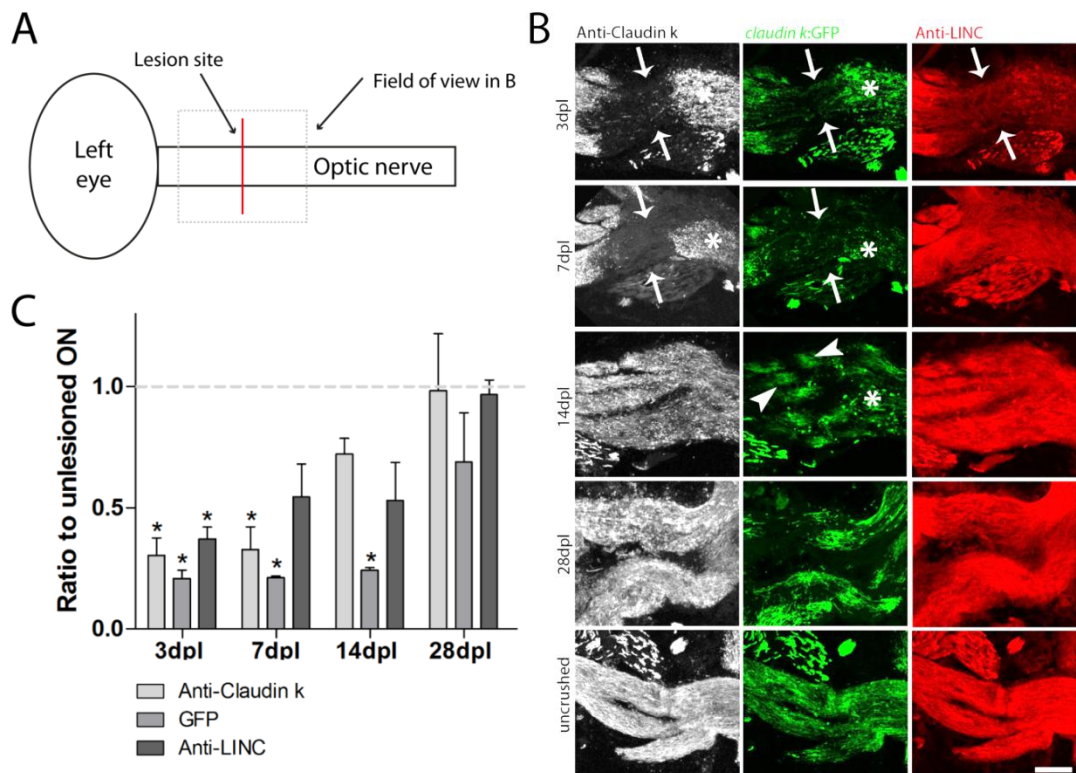 A
Lesion site
Field of view in B
Left
eye
Optic nerve
B
Anti-Claudin k
claudin k:GFP
Anti-LINC
3dpl
*
*
7dpl
*
*
14dpl
*
28dpl
uncrushed
C
Ratio to unlesioned ON
1.0
0.5
0.0
* * * * * *
3dpl 7dpl 14dpl 28dpl
Anti-Claudin k
GFP
Anti-LINC